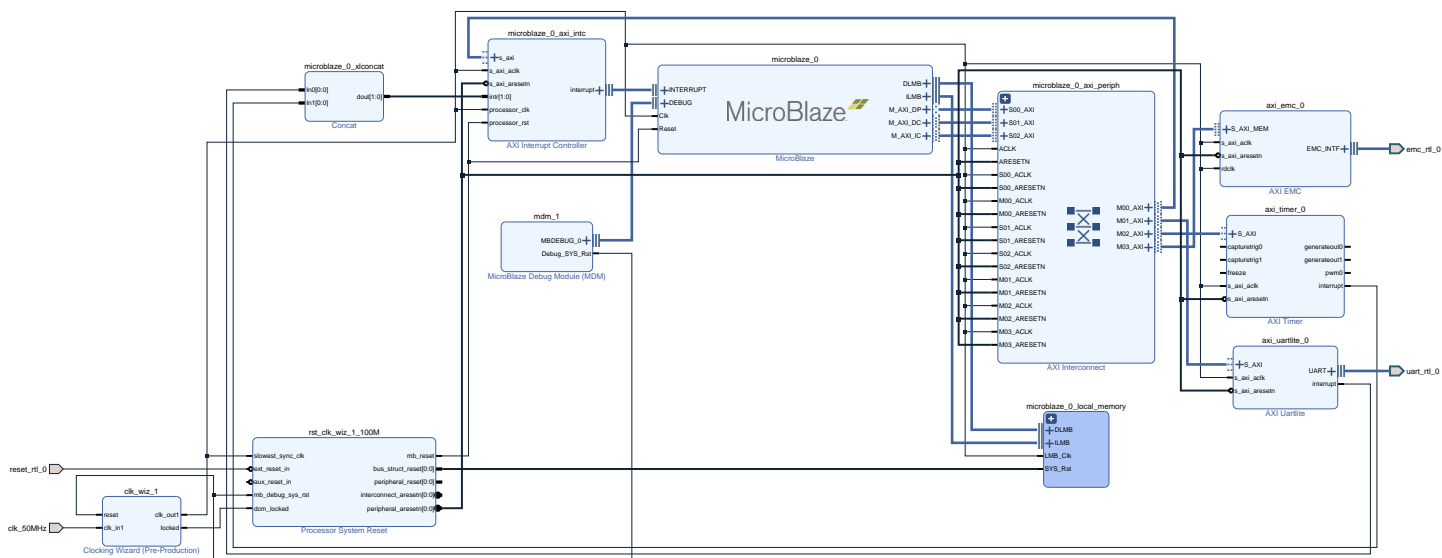 microblaze_0_axi_intc
s_axi
s_axi_aclk
s_axi_aresetn
intr[1:0]
processor_clk
processor_rst
interrupt
AXI Interrupt Controller
microblaze_0_xlconcat
In0[0:0]
In1[0:0]
dout[1:0]
Concat
microblaze_0
INTERRUPT
DEBUG
Clk
Reset
MicroBlaze
DLMB
ILMB
M_AXI_DP
M_AXI_DC
M_AXI_IC
MicroBlaze
microblaze_0_axi_periph
S00_AXI
S01_AXI
S02_AXI
ACLK
ARESETN
S00_ACLK
S00_ARESETN
M00_ACLK
M00_ARESETN
S01_ACLK
S01_ARESETN
S02_ACLK
S02_ARESETN
M01_ACLK
M01_ARESETN
M02_ACLK
M02_ARESETN
M03_ACLK
M03_ARESETN
M00_AXI
M01_AXI
M02_AXI
M03_AXI
AXI Interconnect
axi_emc_0
S_AXI_MEM
s_axi_aclk
s_axi_aresetn
rdclk
EMC_INTF
AXI EMC
emc_rtl_0
axi_timer_0
S_AXI
capturetrig0
capturetrig1
freeze
s_axi_aclk
s_axi_aresetn
generateout0
generateout1
pwm0
interrupt
AXI Timer
axi_uartlite_0
S_AXI
s_axi_aclk
s_axi_aresetn
UART
interrupt
AXI Uartlite
uart_rtl_0
mdm_1
MBDEBUG_0
Debug_SYS_Rst
MicroBlaze Debug Module (MDM)
microblaze_0_local_memory
DLMB
ILMB
LMB_Clk
SYS_Rst
rst_clk_wiz_1_100M
slowest_sync_clk
ext_reset_in
aux_reset_in
mb_debug_sys_rst
dcm_locked
mb_reset
bus_struct_reset[0:0]
peripheral_reset[0:0]
interconnect_aresetn[0:0]
peripheral_aresetn[0:0]
Processor System Reset
reset_rtl_0
clk_wiz_1
reset
clk_in1
clk_out1
locked
Clocking Wizard (Pre-Production)
clk_50MHz